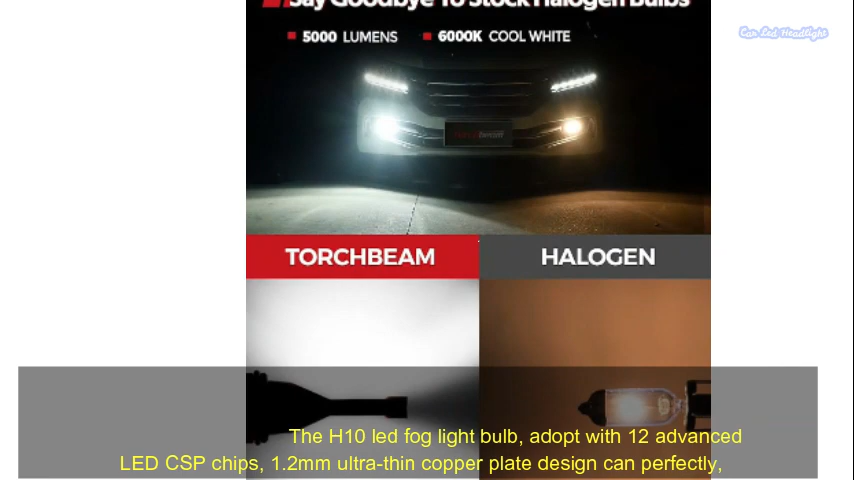 Say Goodbye To Stock Halogen Bulbs
5000 LUMENS 6000K COOL WHITE
Car Led Headlight
TORCHBEAM HALOGEN
The H10 led fog light bulb, adopt with 12 advanced
LED CSP chips, 1.2mm ultra-thin copper plate design can perfectly,